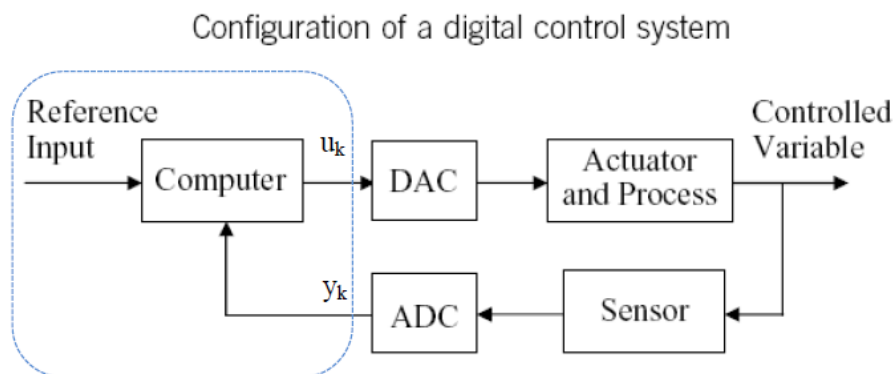 Configuration of a digital control system
Reference
Input
Computer
uₖ
DAC
Actuator
and Process
Controlled
Variable
yₖ
ADC
Sensor